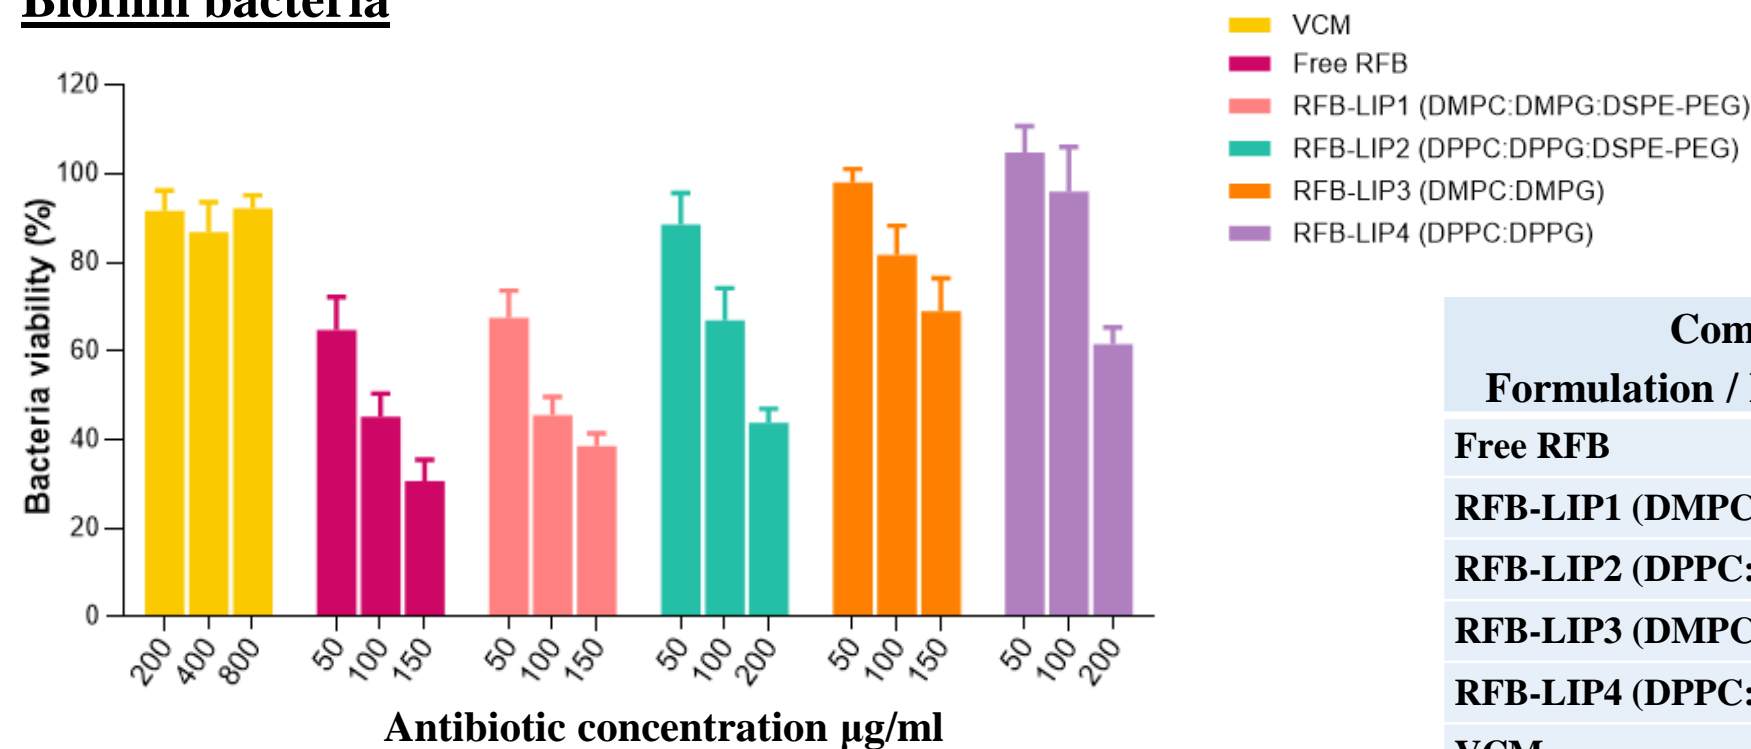 Biofilm bacteria
VCM
Free RFB
RFB-LIP1 (DMPC:DMPG:DSPE-PEG)
RFB-LIP2 (DPPC:DPPG:DSPE-PEG)
RFB-LIP3 (DMPC:DMPG)
RFB-LIP4 (DPPC:DPPG)
Bacteria viability (%)
120
100
80
60
40
20
0
200 400 800 50 100 150 50 100 150 50 100 200 50 100 150 50 100 200
Antibiotic concentration µg/ml
Com
Formulation /
Free RFB
RFB-LIP1 (DMPC
RFB-LIP2 (DPPC:
RFB-LIP3 (DMPC
RFB-LIP4 (DPPC:
VCM